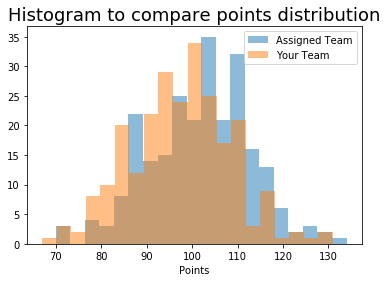 Histogram to compare points distribution
Assigned Team
Your Team
35
30
25
20
15
10
5
0
70 80 90 100 110 120 130
Points